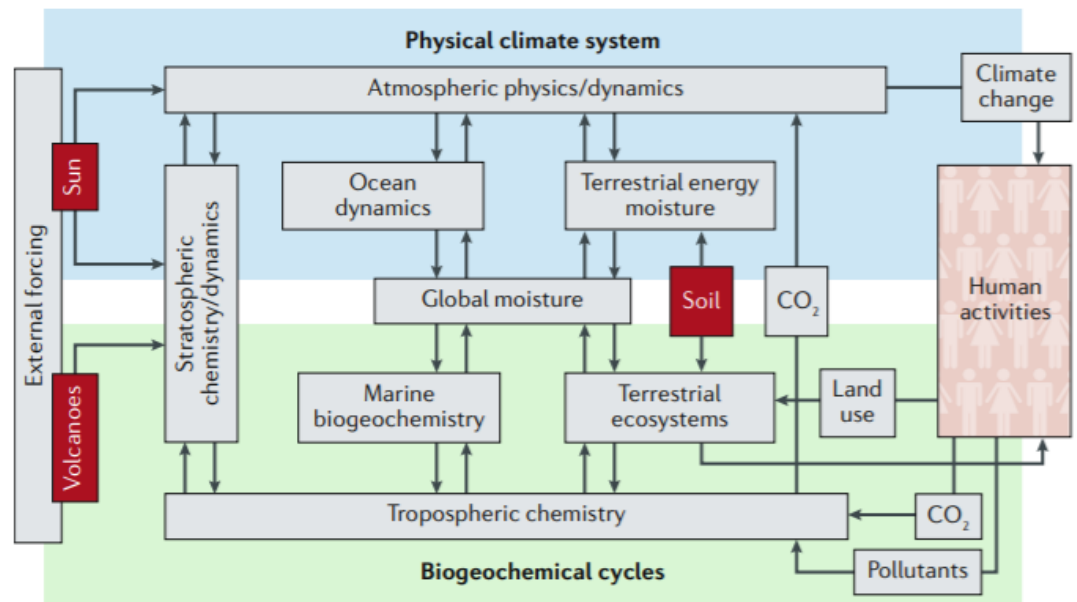 Physical climate system
Atmospheric physics/dynamics
Climate
change
External forcing
Sun
Stratospheric
chemistry/dynamics
Ocean
dynamics
Terrestrial energy
moisture
Global moisture
Soil
CO₂
Human
activities
Volcanoes
Marine
biogeochemistry
Terrestrial
ecosystems
Land
use
Tropospheric chemistry
CO₂
Pollutants
Biogeochemical cycles